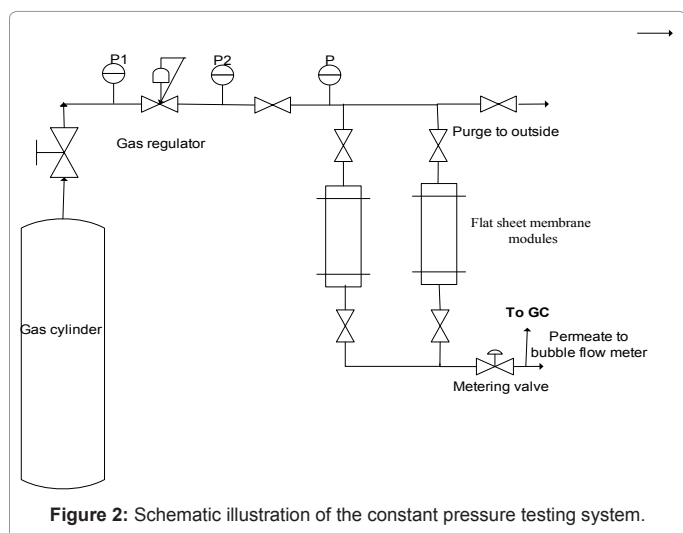 P1
P2
P
Gas regulator
Purge to outside
Flat sheet membrane
modules
Gas cylinder
To GC
Permeate to
bubble flow meter
Metering valve
Figure 2: Schematic illustration of the constant pressure testing system.